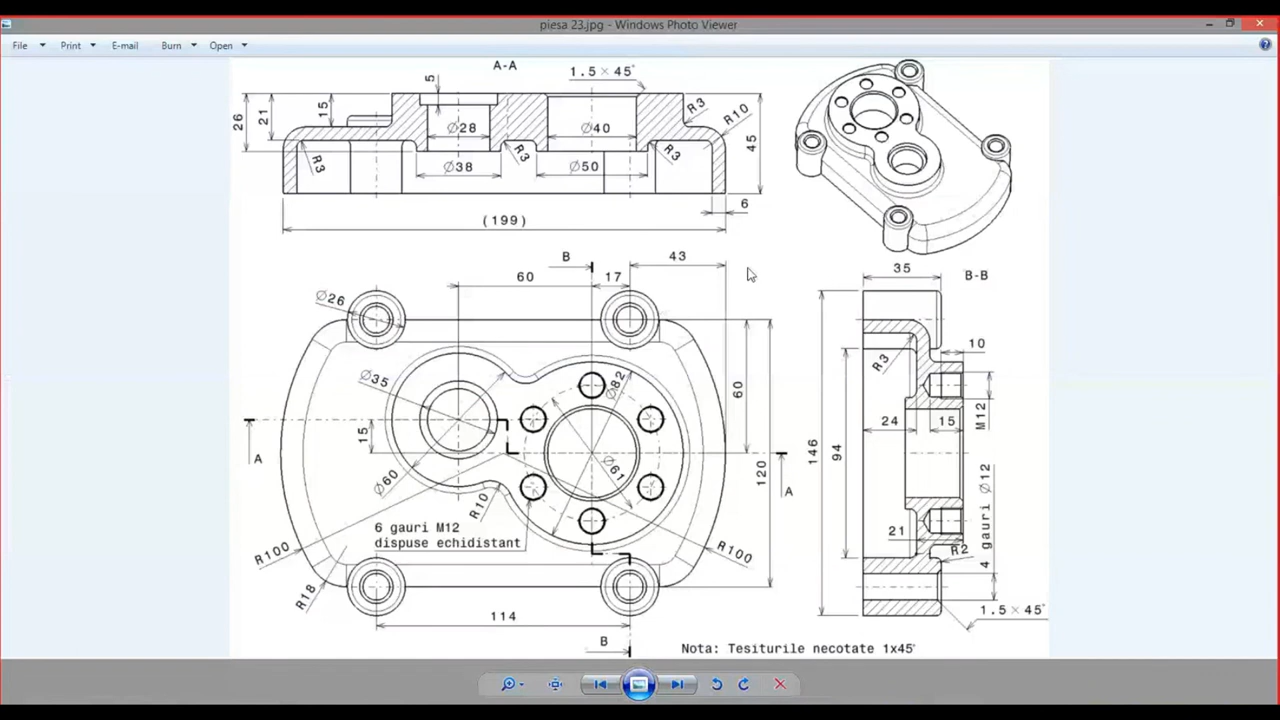 piesa 23.jpg - Windows Photo Viewer
File Print E-mail Burn Open
A-A
5
1.5×45°
26
21
15
Ø28
Ø40
R3
R10
45
R3
Ø38
R3
Ø50
R3
6
(199)
B
60
17
43
Ø26
Ø35
Ø82
60
15
A
Ø60
Ø61
120
A
R10
6 gauri M12
dispuse echidistant
R100
R100
R18
114
B
35
B-B
10
R3
M12
24
15
146
94
4 gauri Ø12
21
R2
1.5×45°
Nota: Tesiturile necotate 1x45°